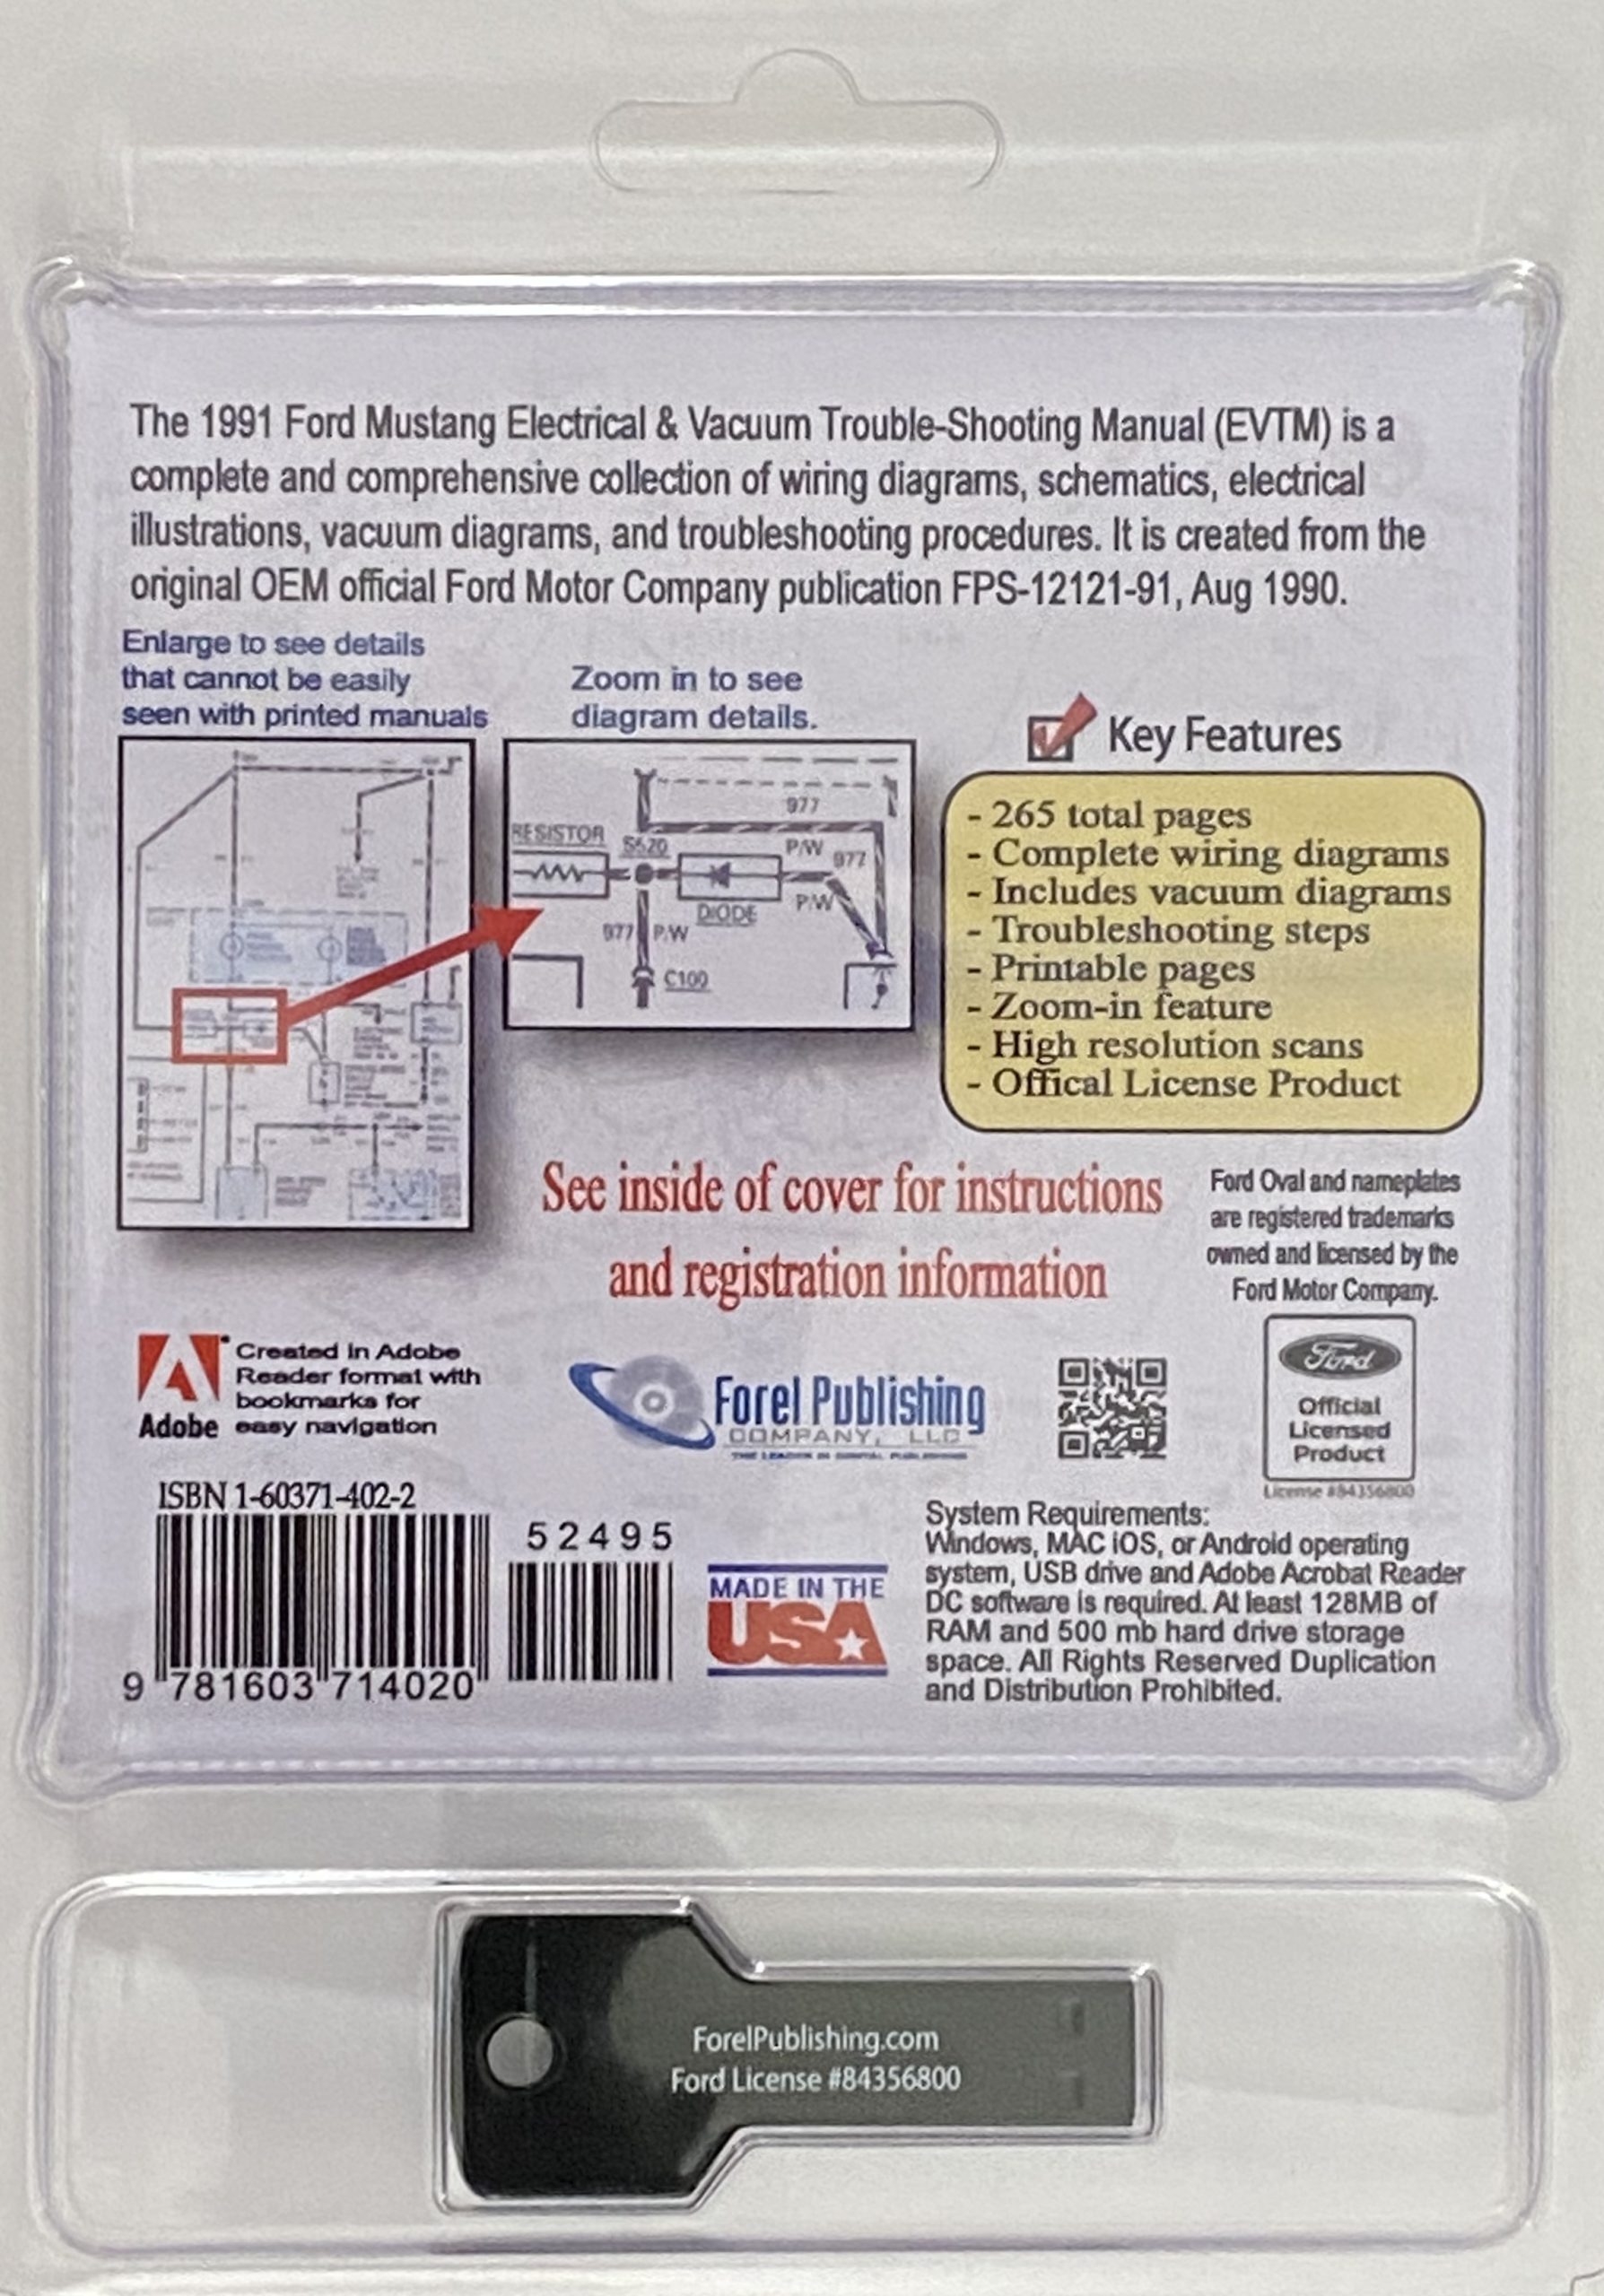 The 1991 Ford Mustang Electrical & Vacuum Trouble-Shooting Manual (EVTM) is a
complete and comprehensive collection of wiring diagrams, schematics, electrical
illustrations, vacuum diagrams, and troubleshooting procedures. It is created from the
original OEM official Ford Motor Company publication FPS-12121-91, Aug 1990.
Enlarge to see details
that cannot be easily
seen with printed manuals
Zoom in to see
diagram details.
977
RESISTOR
S620
P/W
977
P/W
DIODE
977
P/W
C100
Key Features
- 265 total pages
- Complete wiring diagrams
- Includes vacuum diagrams
- Troubleshooting steps
- Printable pages
- Zoom-in feature
- High resolution scans
- Offical License Product
See inside of cover for instructions
and registration information
Ford Oval and nameplates
are registered trademarks
owned and licensed by the
Ford Motor Company.
Adobe
Created in Adobe
Reader format with
bookmarks for
easy navigation
Forel Publishing
COMPANY, LLC
THE LEADER IN DIGITAL PUBLISHING
Ford
Official
Licensed
Product
License #84356800
ISBN 1-60371-402-2
52495
9 781603 714020
MADE IN THE
USA
System Requirements:
Windows, MAC iOS, or Android operating
system, USB drive and Adobe Acrobat Reader
DC software is required. At least 128MB of
RAM and 500 mb hard drive storage
space. All Rights Reserved Duplication
and Distribution Prohibited.
ForelPublishing.com
Ford License #84356800